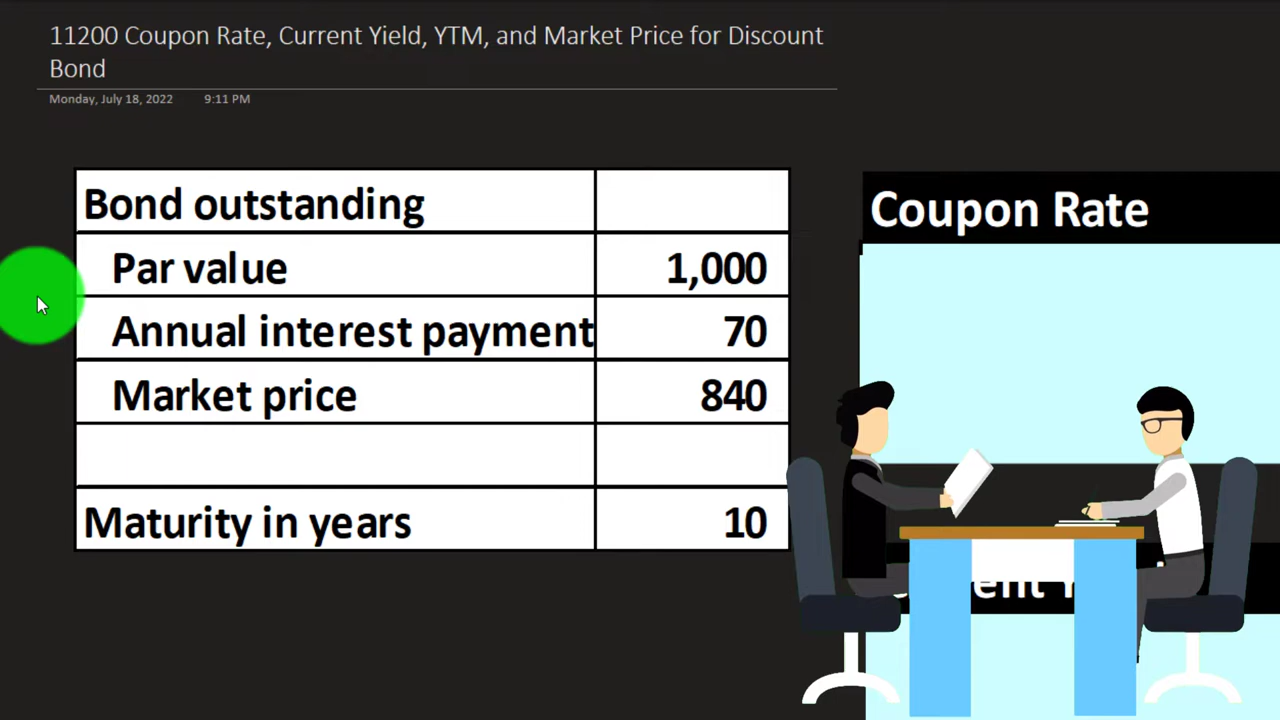 11200 Coupon Rate, Current Yield, YTM, and Market Price for Discount
Bond
Monday, July 18, 2022 9:11 PM
Bond outstanding
Par value 1,000
Annual interest payment 70
Market price 840
Maturity in years 10
Coupon Rate